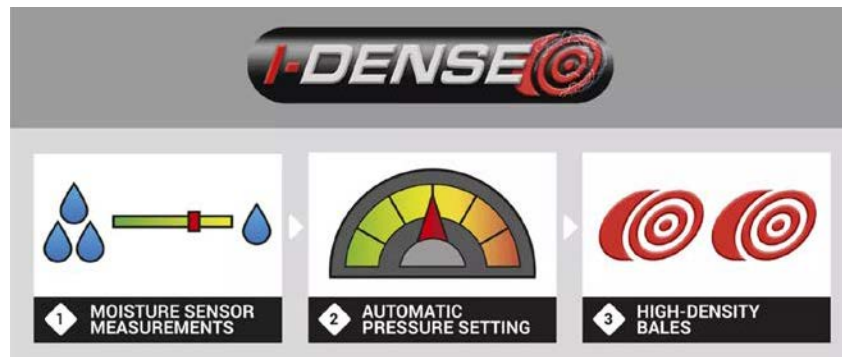 I-DENSE
1 MOISTURE SENSOR
MEASUREMENTS
2 AUTOMATIC
PRESSURE SETTING
3 HIGH-DENSITY
BALES